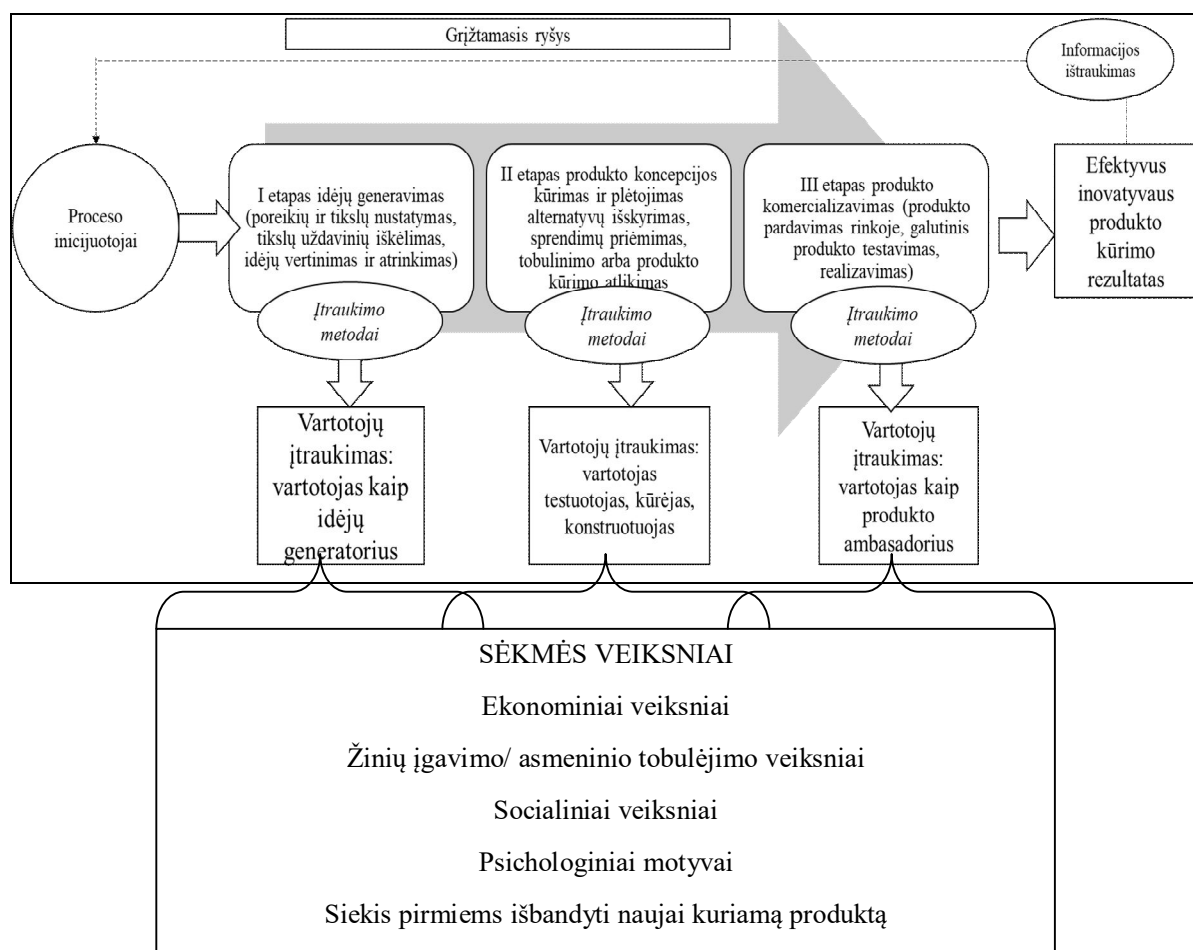 Grįžtamasis ryšys
Informacijos
ištraukimas
Proceso
inicijuotojai
I etapas idėjų generavimas
(poreikių ir tikslų nustatymas,
tikslų uždavinių iškėlimas,
idėjų vertinimas ir atrinkimas)
II etapas produkto koncepcijos
kūrimas ir plėtojimas
alternatyvų išskyrimas,
sprendimų priėmimas,
tobulinimo arba produkto
kūrimo atlikimas
III etapas produkto
komercializavimas (produkto
pardavimas rinkoje, galutinis
produkto testavimas,
realizavimas)
Efektyvus
inovatyvaus
produkto
kūrimo
rezultatas
Įtraukimo
metodai
Įtraukimo
metodai
Įtraukimo
metodai
Vartotojų
įtraukimas:
vartotojas kaip
idėjų
generatorius
Vartotojų įtraukimas:
vartotojas
testuotojas, kūrėjas,
konstruotuojas
Vartotojų
įtraukimas:
vartotojas kaip
produkto
ambasadorius
SĖKMĖS VEIKSNIAI
Ekonominiai veiksniai
Žinių įgavimo/ asmeninio tobulėjimo veiksniai
Socialiniai veiksniai
Psichologiniai motyvai
Siekis pirmiems išbandyti naujai kuriamą produktą